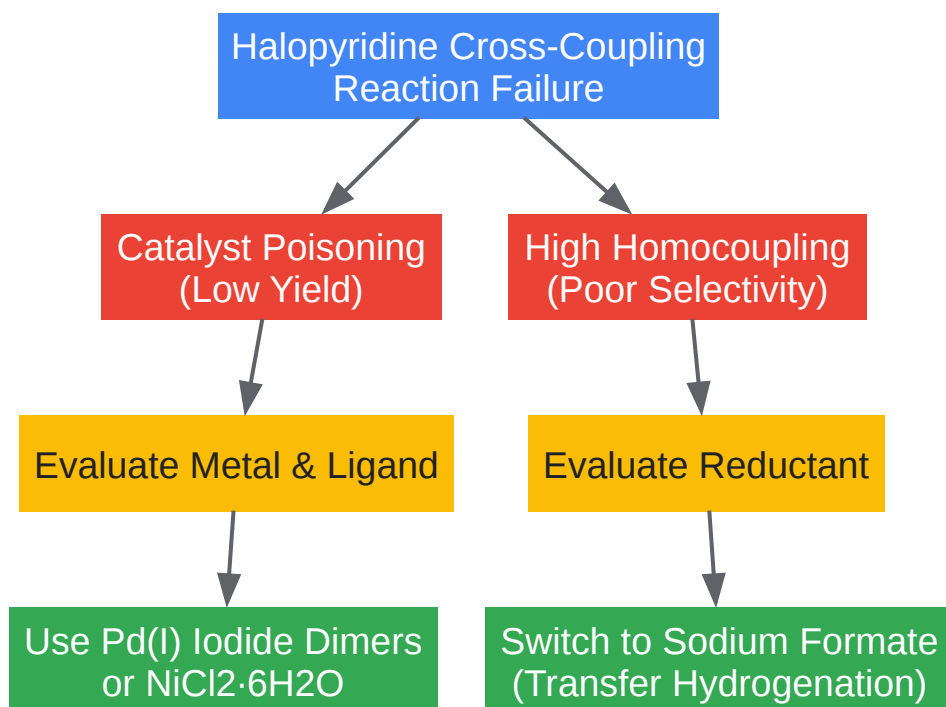 Halopyridine Cross-Coupling
Reaction Failure
Catalyst Poisoning
(Low Yield)
High Homocoupling
(Poor Selectivity)
Evaluate Metal & Ligand
Evaluate Reductant
Use Pd(I) Iodide Dimers
or NiCl2·6H2O
Switch to Sodium Formate
(Transfer Hydrogenation)